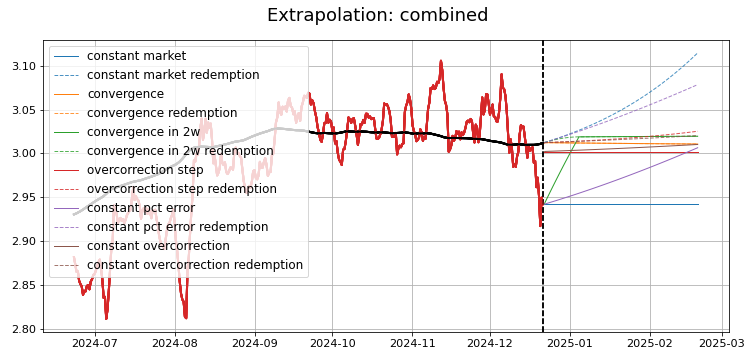 Extrapolation: combined
3.10
3.05
3.00
2.95
2.90
2.85
2.80
constant market
constant market redemption
convergence
convergence redemption
convergence in 2w
convergence in 2w redemption
overcorrection step
overcorrection step redemption
constant pct error
constant pct error redemption
constant overcorrection
constant overcorrection redemption
2024-07 2024-08 2024-09 2024-10 2024-11 2024-12 2025-01 2025-02 2025-03